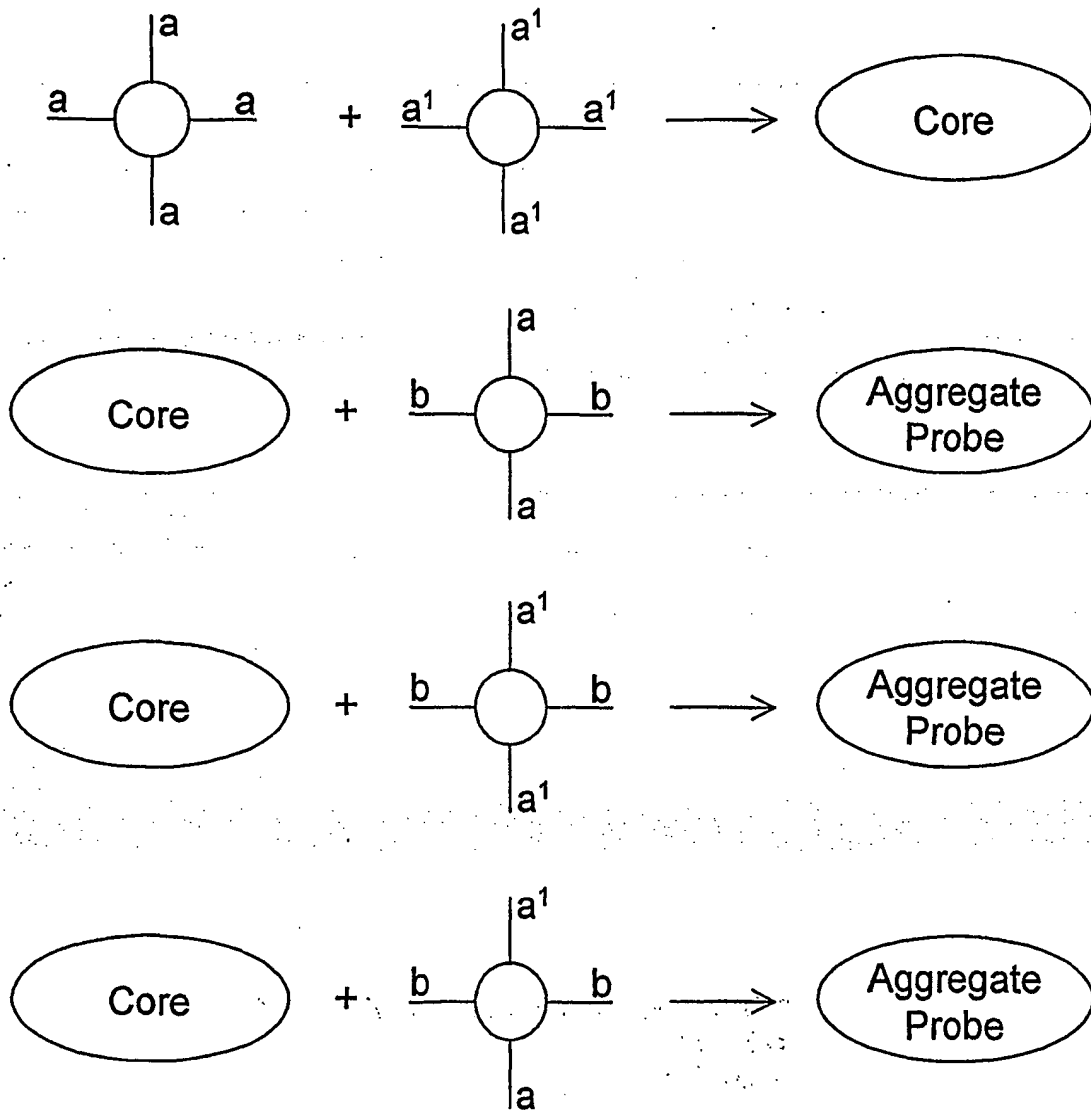 a a¹
a a + a¹ a¹ → Core
a a¹
a
Core + b b → Aggregate
Probe
a
a¹
Core + b b → Aggregate
Probe
a¹
a¹
Core + b b → Aggregate
Probe
a